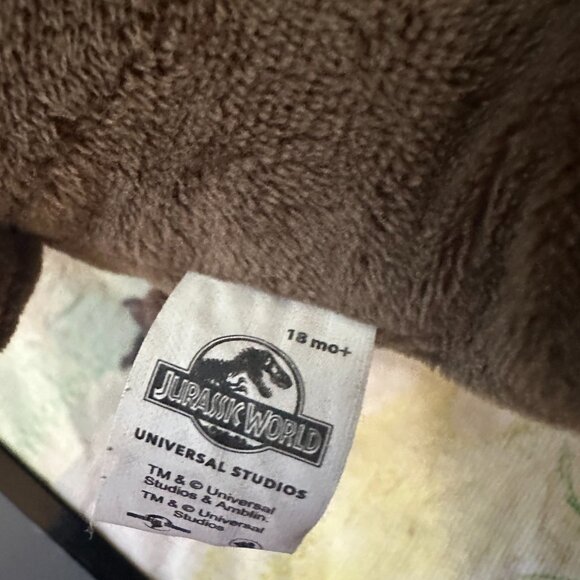 18 mo+
JURASSIC WORLD
UNIVERSAL STUDIOS
TM & © Universal
Studios & Amblin.
TM & © Universal
Studios